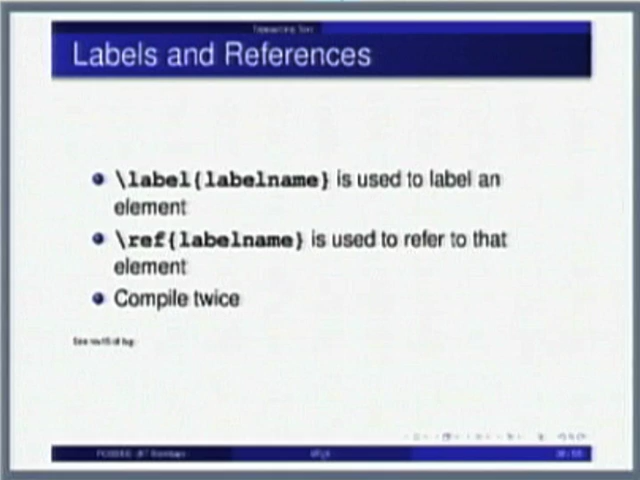 Labels and References
\label{labelname} is used to label an
element
\ref{labelname} is used to refer to that
element
Compile twice
LaTeX